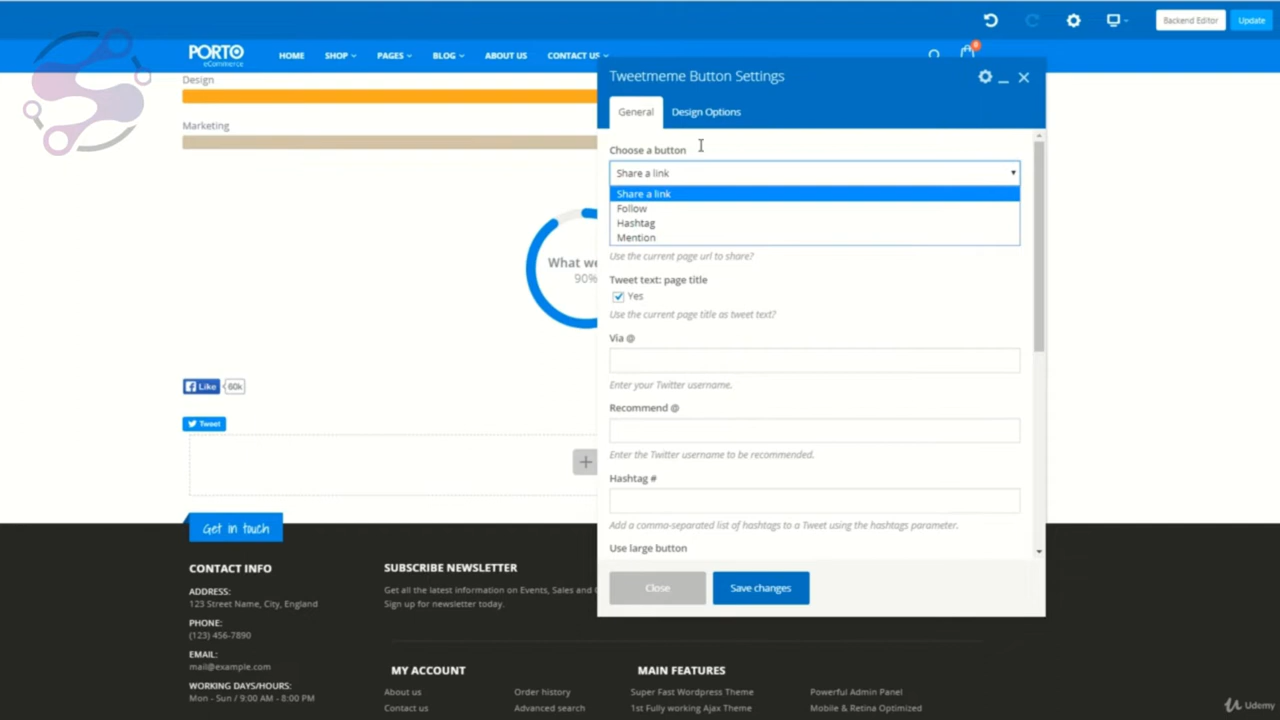 Backend Editor
Update
PORTO
eCommerce
HOME
SHOP
PAGES
BLOG
ABOUT US
CONTACT US
Design
Marketing
What we
90%
Like
60k
Tweet
Tweetmeme Button Settings
General
Design Options
Choose a button
Share a link
Share a link
Follow
Hashtag
Mention
Use the current page url to share?
Tweet text: page title
Yes
Use the current page title as tweet text?
Via @
Enter your Twitter username.
Recommend @
Enter the Twitter username to be recommended.
Hashtag #
Add a comma-separated list of hashtags to a Tweet using the hashtags parameter.
Use large button
Close
Save changes
Get in touch
CONTACT INFO
ADDRESS:
123 Street Name, City, England
PHONE:
(123) 456-7890
EMAIL:
mail@example.com
WORKING DAYS/HOURS:
Mon - Sun / 9:00 AM - 8:00 PM
SUBSCRIBE NEWSLETTER
Get all the latest information on Events, Sales and
Sign up for newsletter today.
MY ACCOUNT
About us
Order history
Contact us
Advanced search
MAIN FEATURES
Super Fast Wordpress Theme
Powerful Admin Panel
1st Fully working Ajax Theme
Mobile & Retina Optimized
Udemy